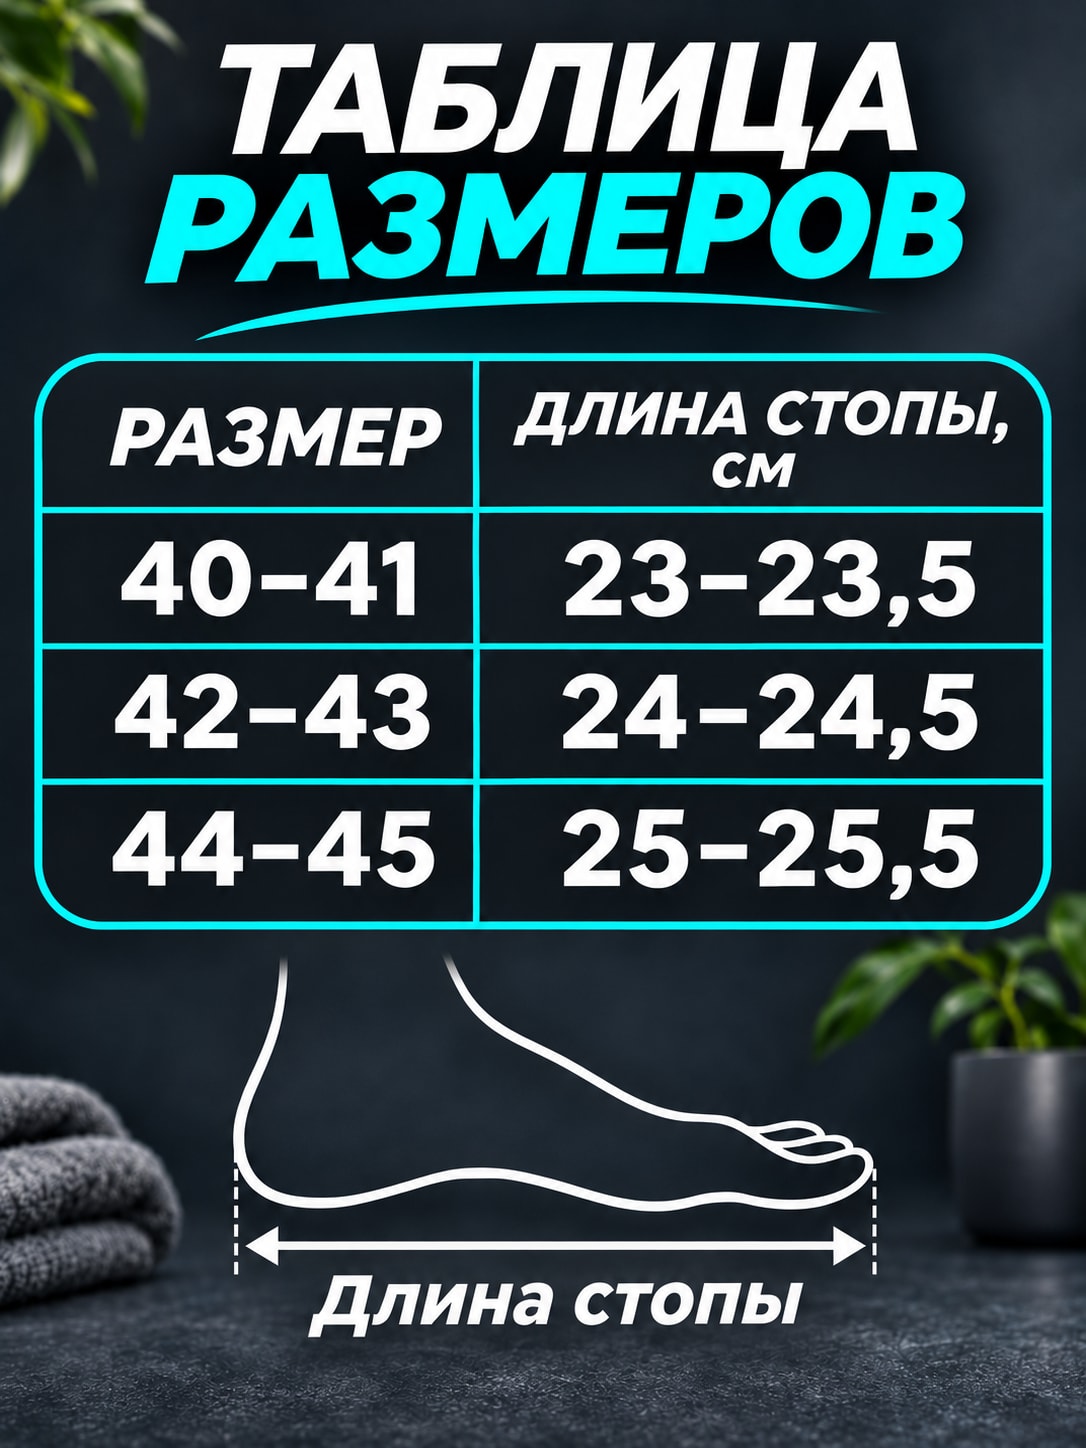 ТАБЛИЦА
РАЗМЕРОВ
РАЗМЕР
ДЛИНА СТОПЫ,
СМ
40–41
23–23,5
42–43
24–24,5
44–45
25–25,5
Длина стопы